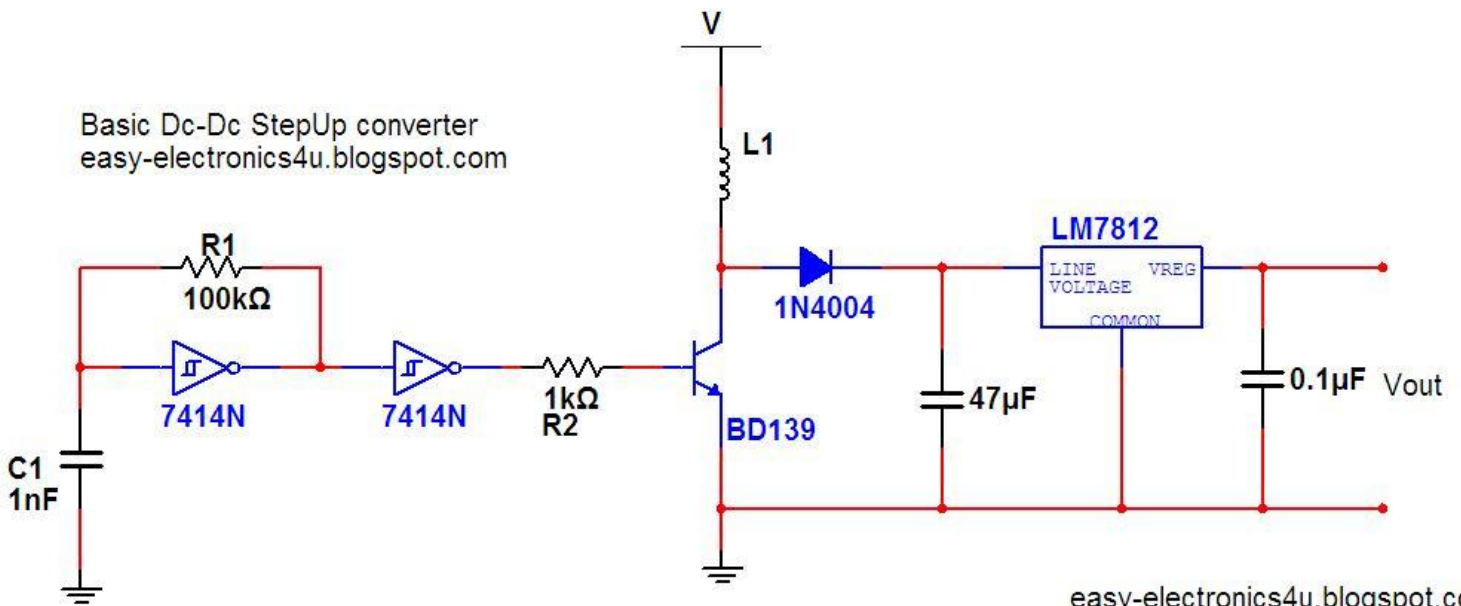 V
Basic Dc-Dc StepUp converter
easy-electronics4u.blogspot.com
L1
R1
100kΩ
LM7812
LINE VREG
VOLTAGE
COMMON
1N4004
7414N
7414N
1kΩ
R2
BD139
47µF
0.1µF
Vout
C1
1nF